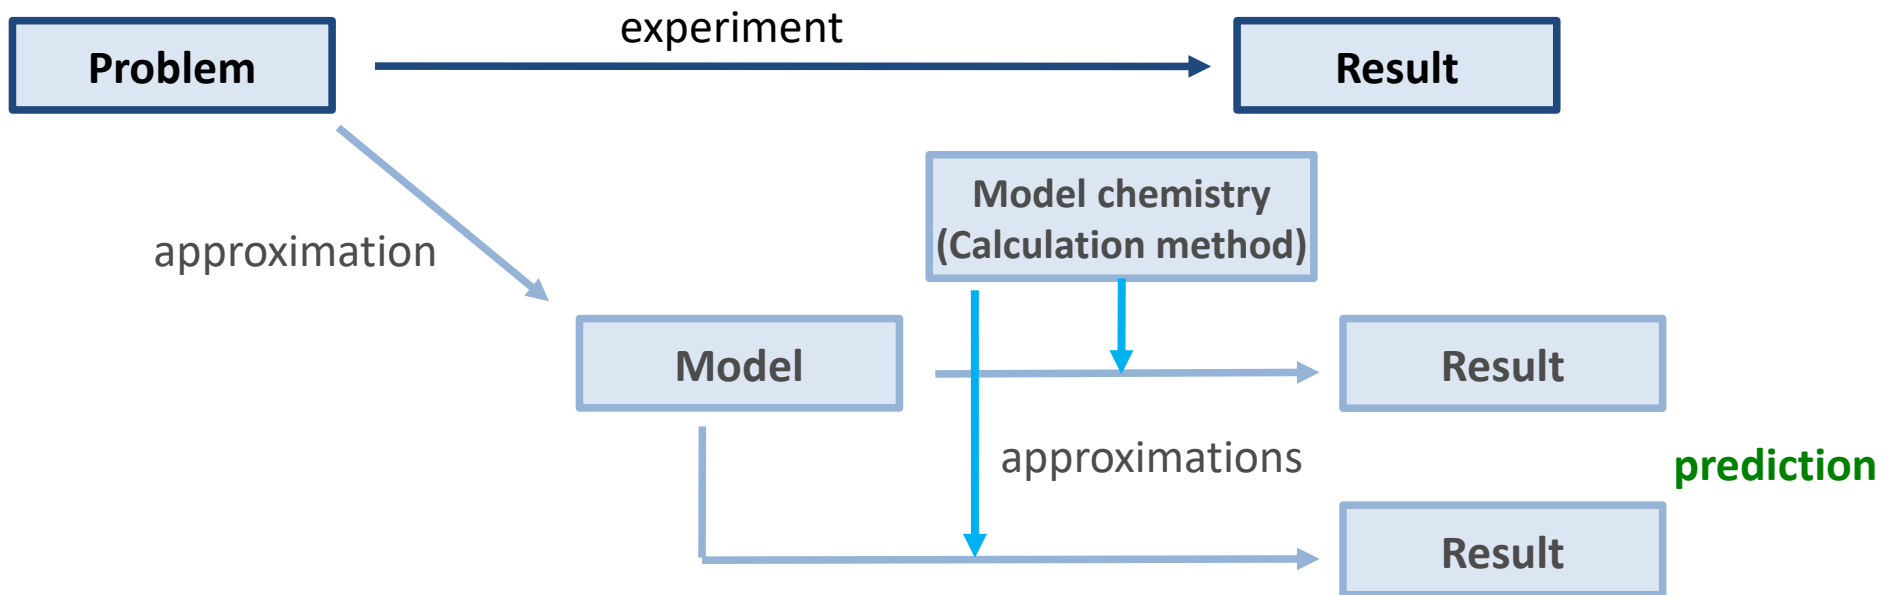 experiment
Problem
Result
Model chemistry
(Calculation method)
approximation
Model
Result
approximations
prediction
Result